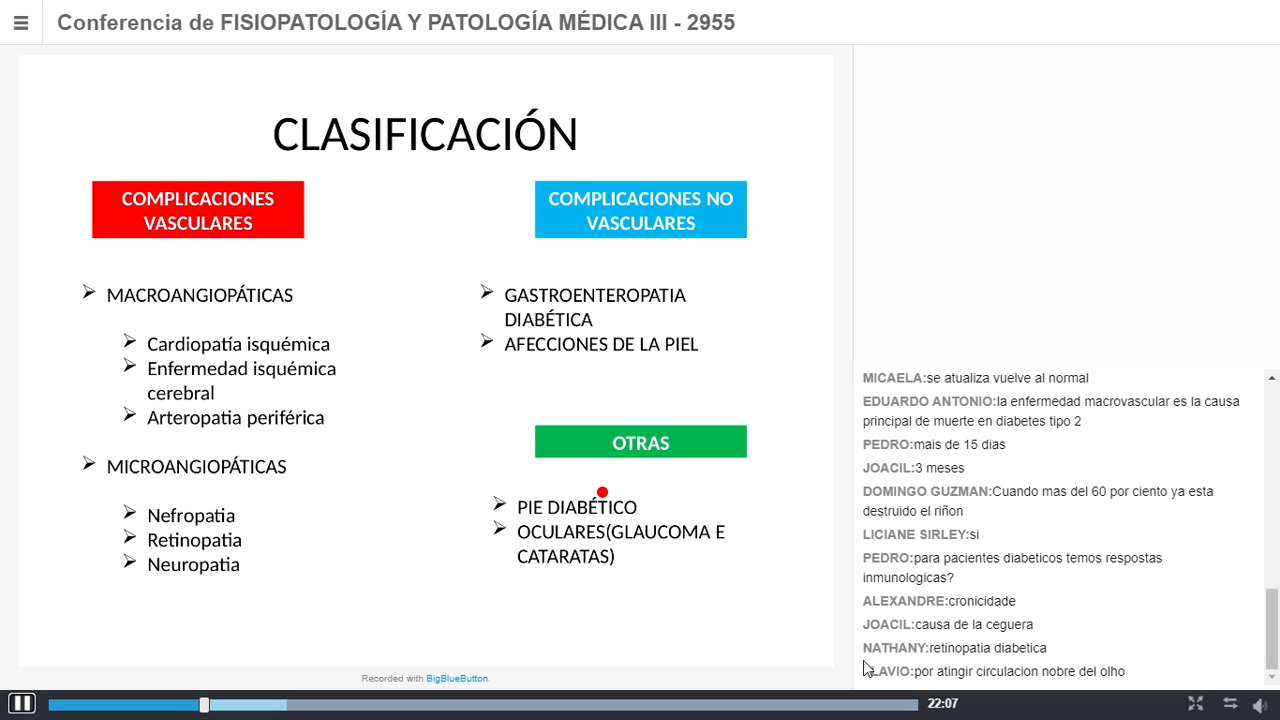 Conferencia de FISIOPATOLOGÍA Y PATOLOGÍA MÉDICA III - 2955
CLASIFICACIÓN
COMPLICACIONES
VASCULARES
MACROANGIOPÁTICAS
Cardiopatía isquémica
Enfermedad isquémica
cerebral
Arteropatia periférica
MICROANGIOPÁTICAS
Nefropatia
Retinopatia
Neuropatia
COMPLICACIONES NO
VASCULARES
GASTROENTEROPATIA
DIABÉTICA
AFECCIONES DE LA PIEL
OTRAS
PIE DIABÉTICO
OCULARES(GLAUCOMA E
CATARATAS)
Recorded with BigBlueButton.
MICAELA:se atualiza vuelve al normal
EDUARDO ANTONIO:la enfermedad macrovascular es la causa
principal de muerte en diabetes tipo 2
PEDRO:mais de 15 dias
JOACIL:3 meses
DOMINGO GUZMAN:Cuando mas del 60 por ciento ya esta
destruido el riñon
LICIANE SIRLEY:si
PEDRO:para pacientes diabeticos temos respostas
inmunologicas?
ALEXANDRE:cronicidade
JOACIL:causa de la ceguera
NATHANY:retinopatia diabetica
FLAVIO:por atingir circulacion nobre del olho
22:07